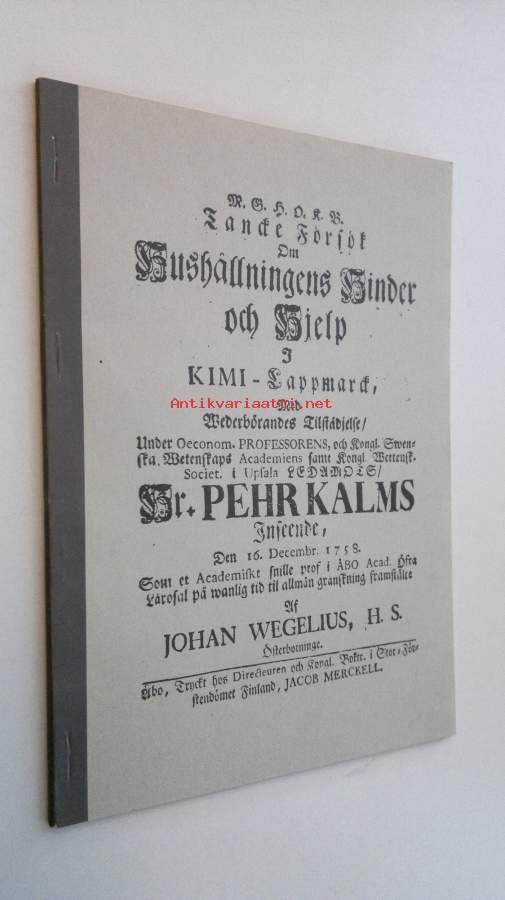 M. G. H. O. K. B.
Tancke Försök
Om
Hushållningens Hinder
och Hjelp
I
KIMI-Lappmarck,
Antikvariaatti.net
Med
Wederbörandes Tilstädjelse/
Under Oeconom. PROFESSORENS, och Kongl. Swen-
ska. Wetenskaps Academiens samt Kongl. Wettensk.
Societ. i Upsala LEDAMOTS/
Hr. PEHR KALMS
Inseende,
Den 16. Decembr. 1758.
Som et Academiskt snille prof i ÅBO Acad. Öfra
Lärosal på wanlig tid til allmän granskning framstält
Af
JOHAN WEGELIUS, H. S.
Österbotninge.
Åbo, Tryckt hos Directeuren och Kongl. Boktr. i Stor-För-
stendömet Finland, JACOB MERCKELL.